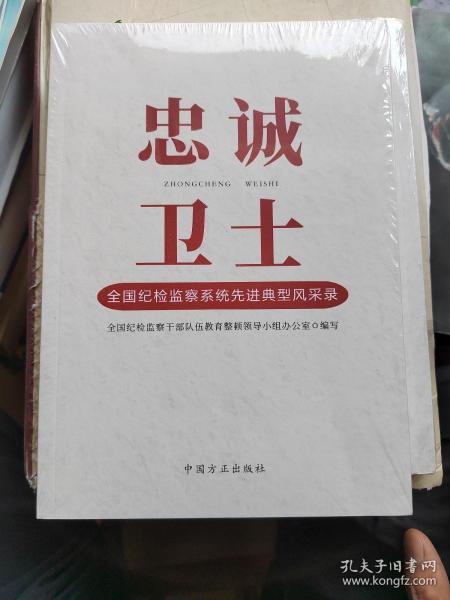 忠诚
ZHONGCHENG WEISHI
卫士
全国纪检监察系统先进典型风采录
全国纪检监察干部队伍教育整顿领导小组办公室◎编写
中国方正出版社
孔夫子旧书网
www.kongfz.com